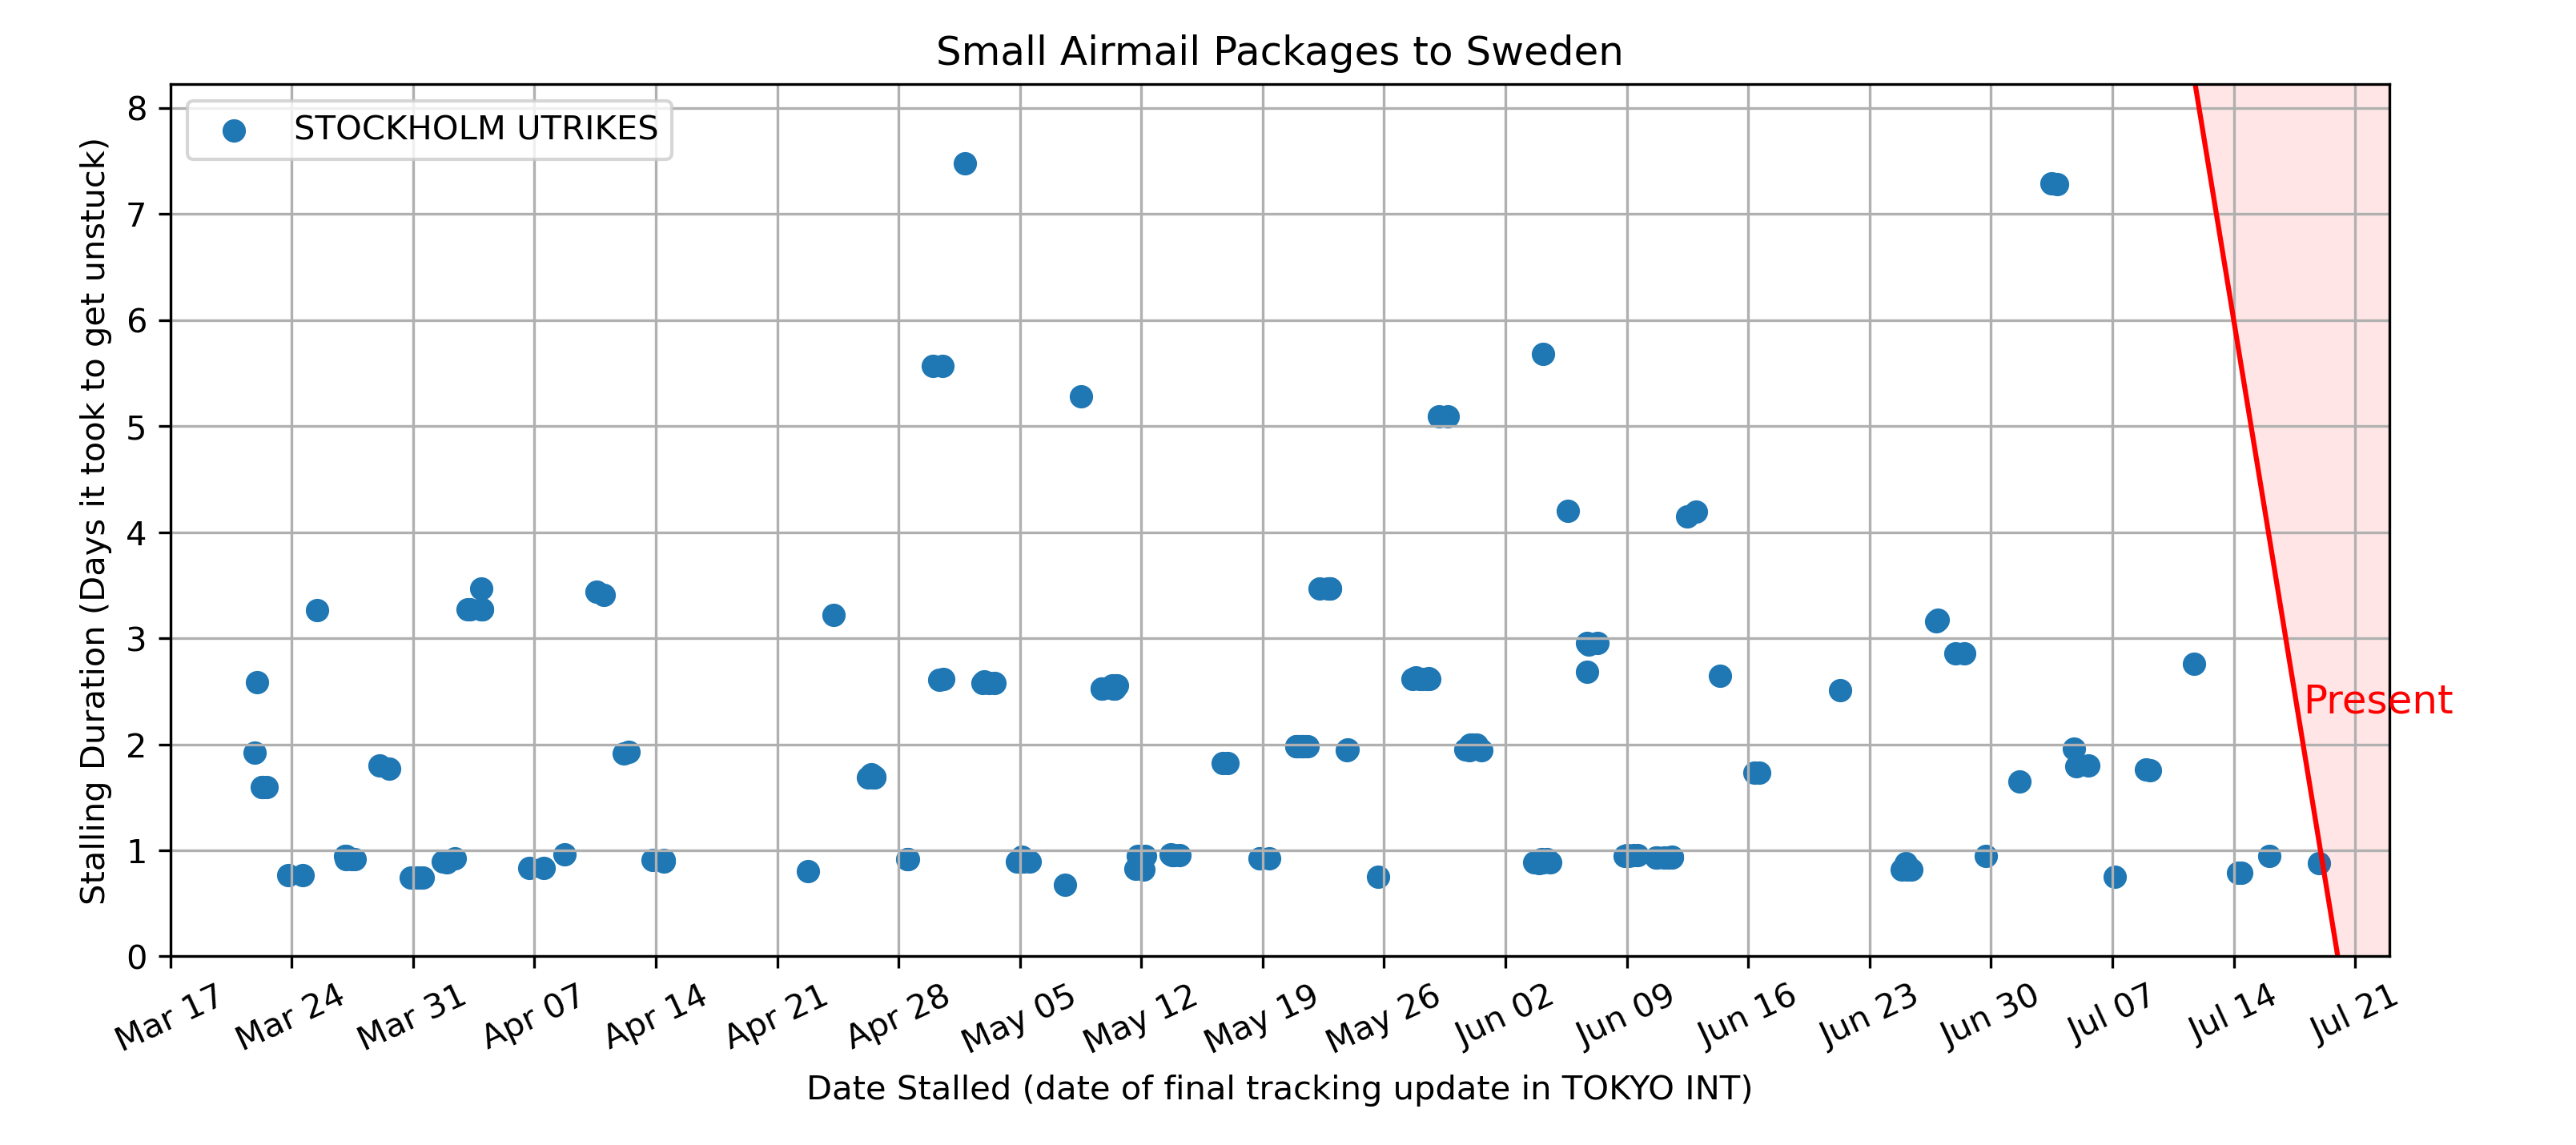 Small Airmail Packages to Sweden
STOCKHOLM UTRIKES
Stalling Duration (Days it took to get unstuck)
8
7
6
5
4
3
2
1
0
Present
Mar 17
Mar 24
Mar 31
Apr 07
Apr 14
Apr 21
Apr 28
May 05
May 12
May 19
May 26
Jun 02
Jun 09
Jun 16
Jun 23
Jun 30
Jul 07
Jul 14
Jul 21
Date Stalled (date of final tracking update in TOKYO INT)